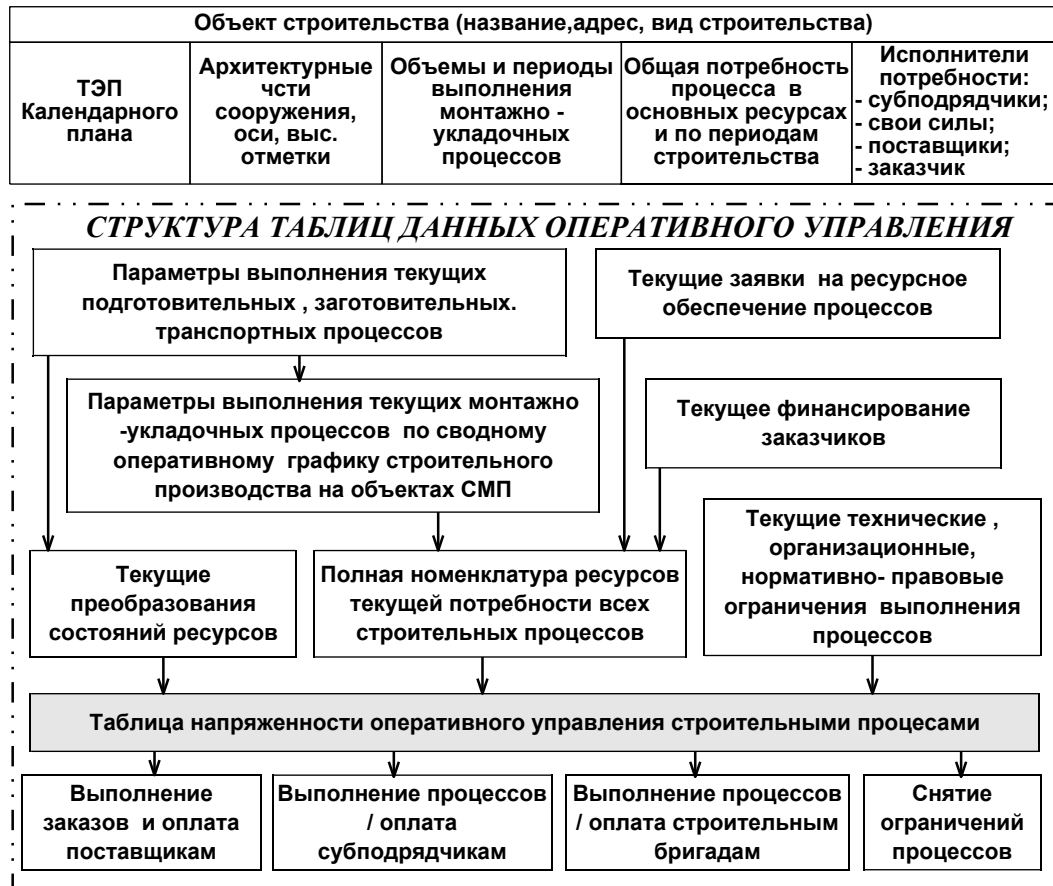 Объект строительства (название,адрес, вид строительства)
ТЭП
Календарного
плана
Архитектурные
чсти
сооружения,
оси, выс.
отметки
Объемы и периоды
выполнения
монтажно -
укладочных
процессов
Общая потребность
процесса в
основных ресурсах
и по периодам
строительства
Исполнители
потребности:
- субподрядчики;
- свои силы;
- поставщики;
- заказчик
СТРУКТУРА ТАБЛИЦ ДАННЫХ ОПЕРАТИВНОГО УПРАВЛЕНИЯ
Параметры выполнения текущих
подготовительных , заготовительных.
транспортных процессов
Текущие заявки на ресурсное
обеспечение процессов
Параметры выполнения текущих монтажно
-укладочных процессов по сводному
оперативному графику строительного
производства на объектах СМП
Текущее финансирование
заказчиков
Текущие
преобразования
состояний ресурсов
Полная номенклатура ресурсов
текущей потребности всех
строительных процессов
Текущие технические ,
организационные,
нормативно- правовые
ограничения выполнения
процессов
Таблица напряженности оперативного управления строительными процесами
Выполнение
заказов и оплата
поставщикам
Выполнение процессов
/ оплата
субподрядчикам
Выполнение процессов
/ оплата строительным
бригадам
Снятие
ограничений
процессов